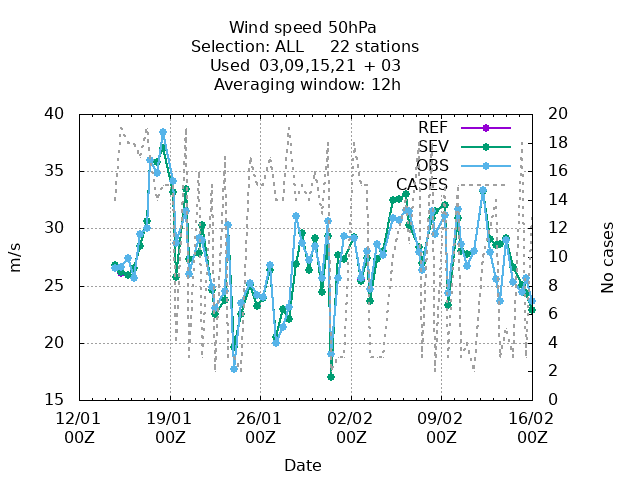 Wind speed 50hPa
Selection: ALL     22 stations
Used 03,09,15,21 + 03
Averaging window: 12h
40 20
REF 18
35 SEV 16
OBS
CASES 14
30 12
m/s 25 10 8 No cases
20 6
4
2
15 0
12/01 19/01 26/01 02/02 09/02 16/02
00Z 00Z 00Z 00Z 00Z 00Z
Date